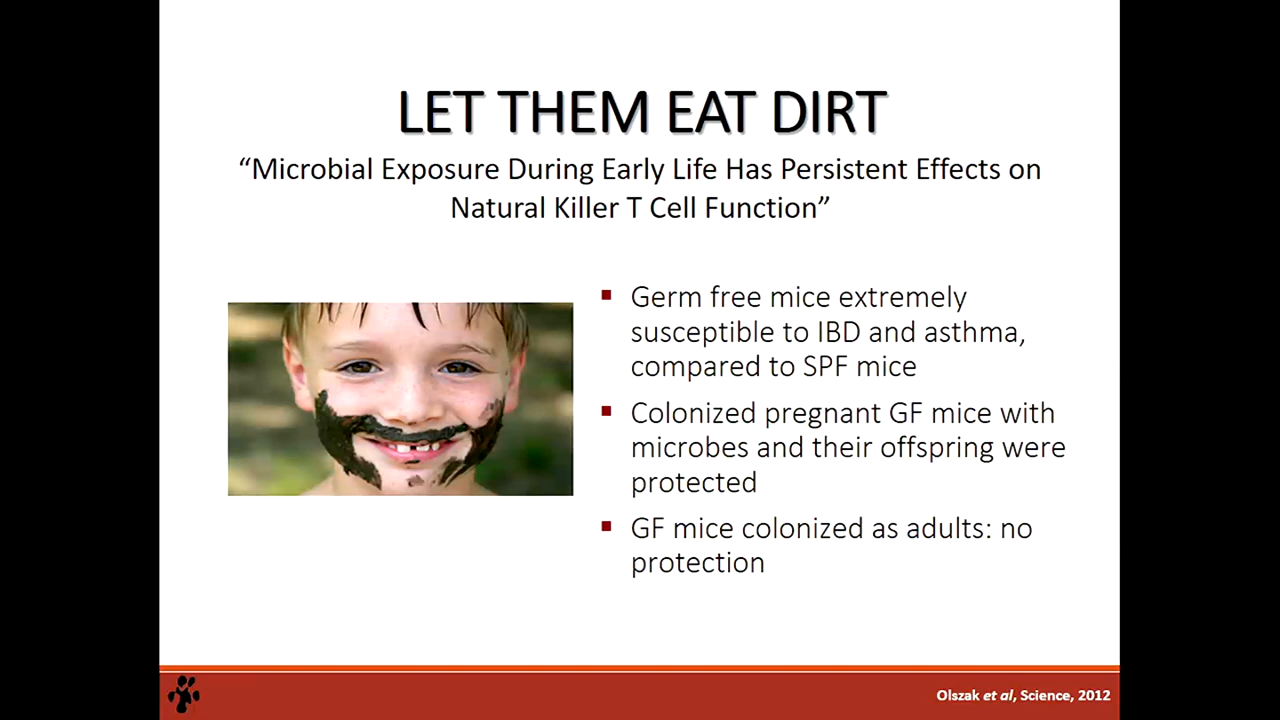 LET THEM EAT DIRT
“Microbial Exposure During Early Life Has Persistent Effects on
Natural Killer T Cell Function”
Germ free mice extremely
susceptible to IBD and asthma,
compared to SPF mice
Colonized pregnant GF mice with
microbes and their offspring were
protected
GF mice colonized as adults: no
protection
Olszak et al, Science, 2012